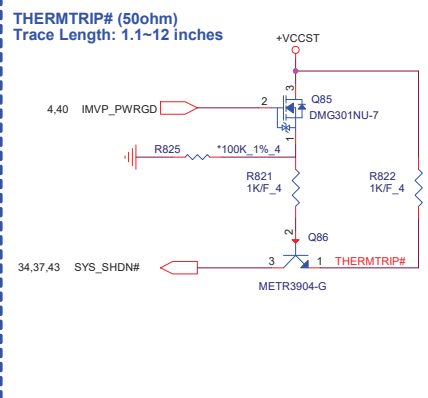 THERMTRIP# (50ohm)
Trace Length: 1.1~12 inches
+VCCST
3
Q85
4,40 IMVP_PWRGD 2
DMG301NU-7
1
R825 *100K_1%_4
R821
1K/F_4
R822
1K/F_4
2
Q86
34,37,43 SYS_SHDN# 3 1 THERMTRIP#
METR3904-G